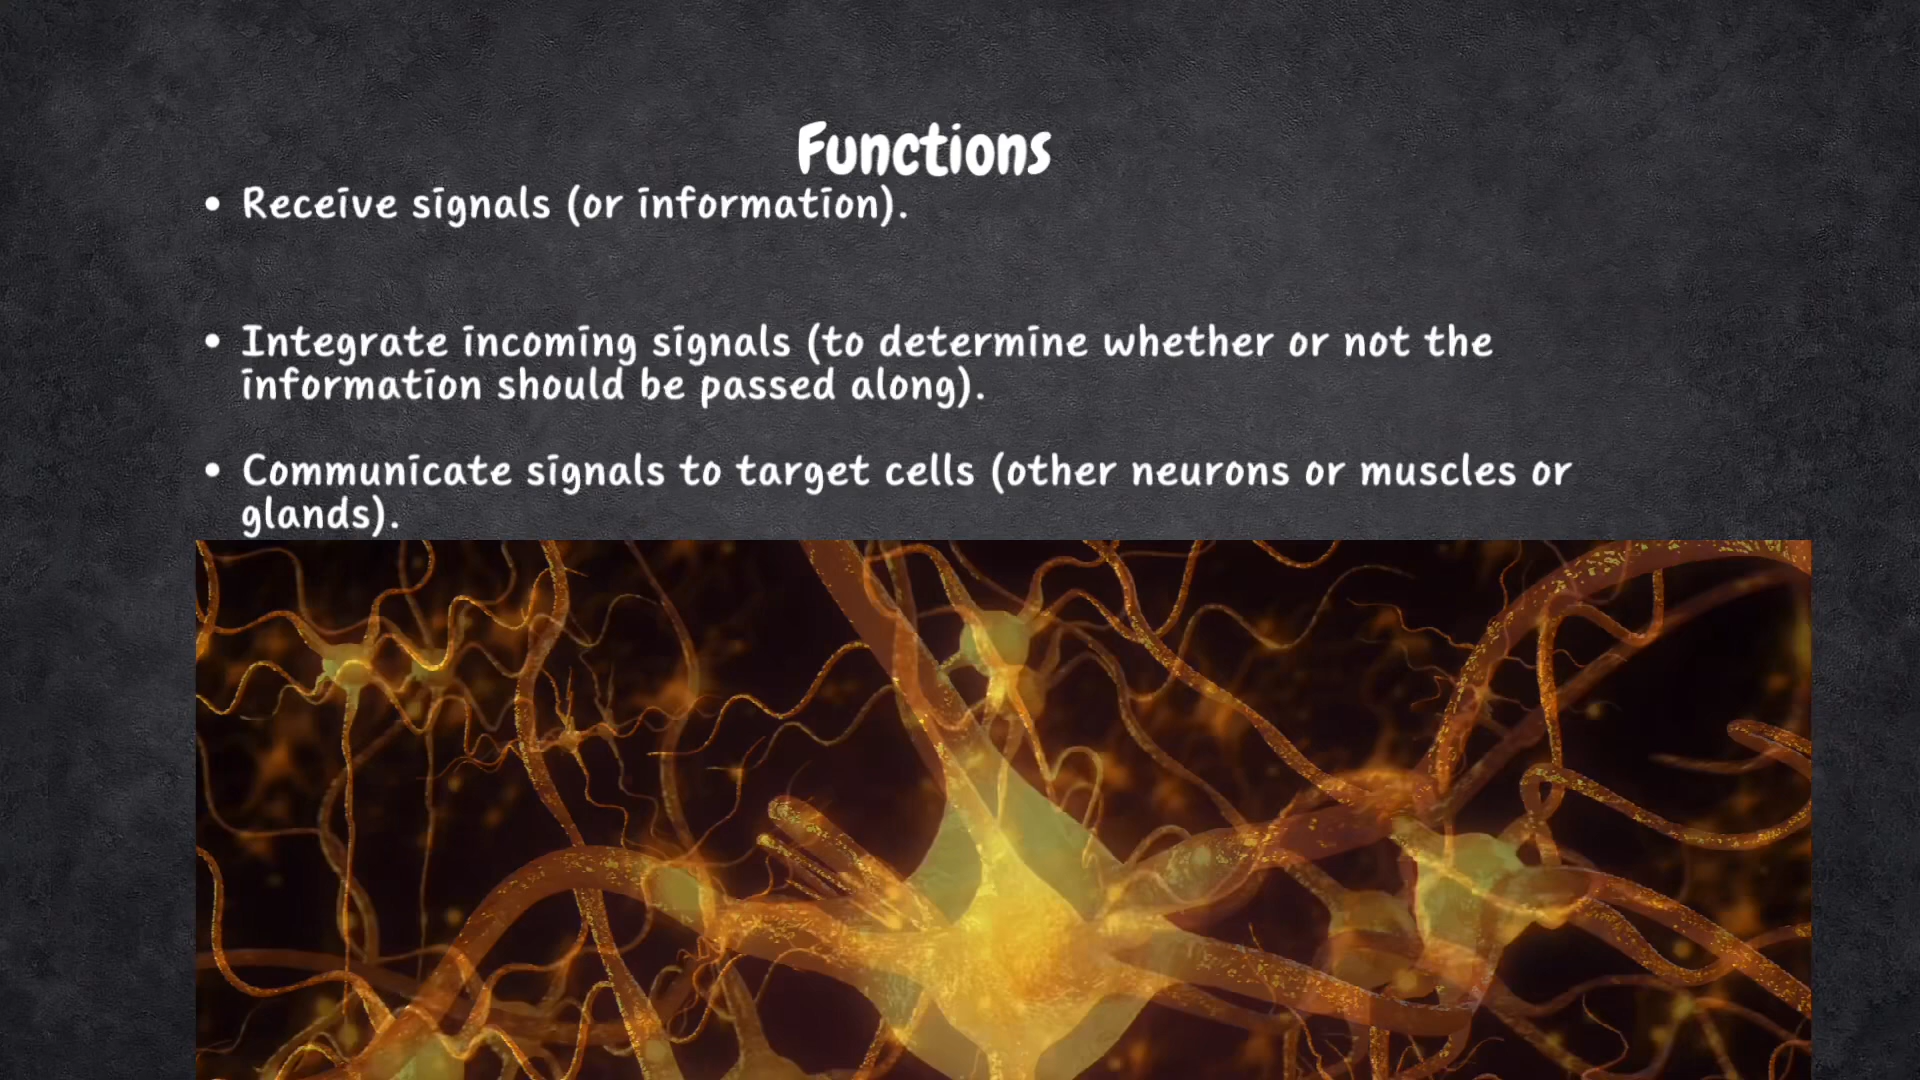 Functions
• Receive signals (or information).
• Integrate incoming signals (to determine whether or not the
information should be passed along).
• Communicate signals to target cells (other neurons or muscles or
glands).